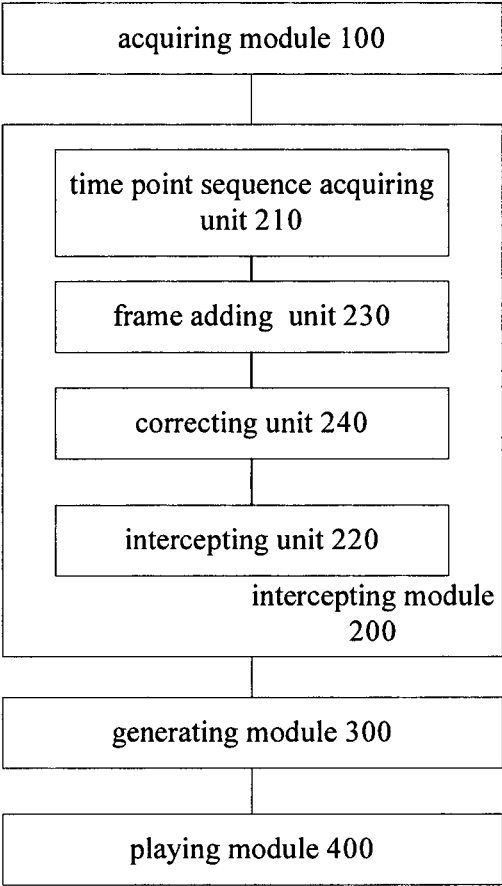 acquiring module 100
time point sequence acquiring
unit 210
frame adding unit 230
correcting unit 240
intercepting unit 220
intercepting module
200
generating module 300
playing module 400